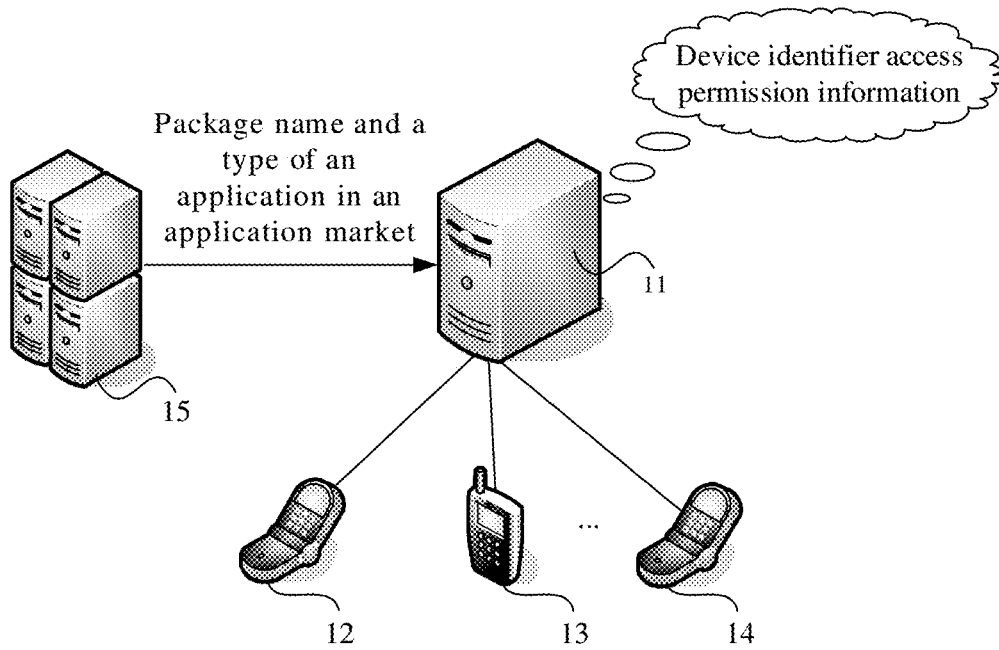 Device identifier access
permission information
Package name and a
type of an
application in an
application market
11
15
...
12
13
14